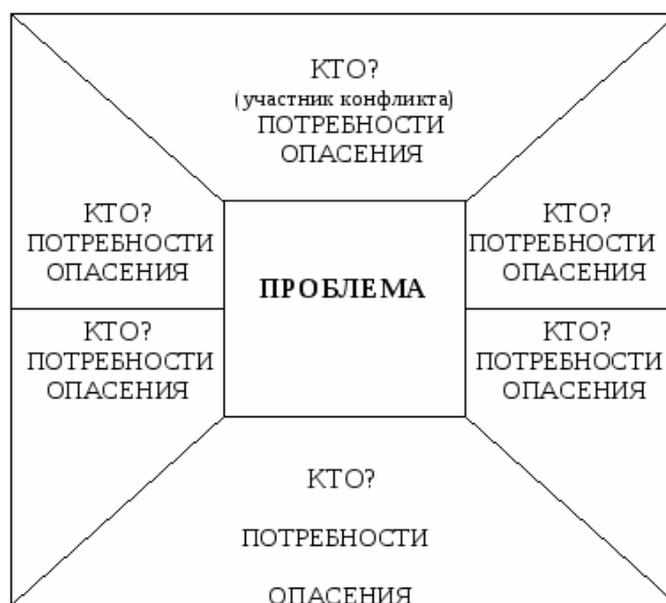 КТО?
(участник конфликта)
ПОТРЕБНОСТИ
ОПАСЕНИЯ
КТО?
ПОТРЕБНОСТИ
ОПАСЕНИЯ
КТО?
ПОТРЕБНОСТИ
ОПАСЕНИЯ
ПРОБЛЕМА
КТО?
ПОТРЕБНОСТИ
ОПАСЕНИЯ
КТО?
ПОТРЕБНОСТИ
ОПАСЕНИЯ
КТО?
ПОТРЕБНОСТИ
ОПАСЕНИЯ